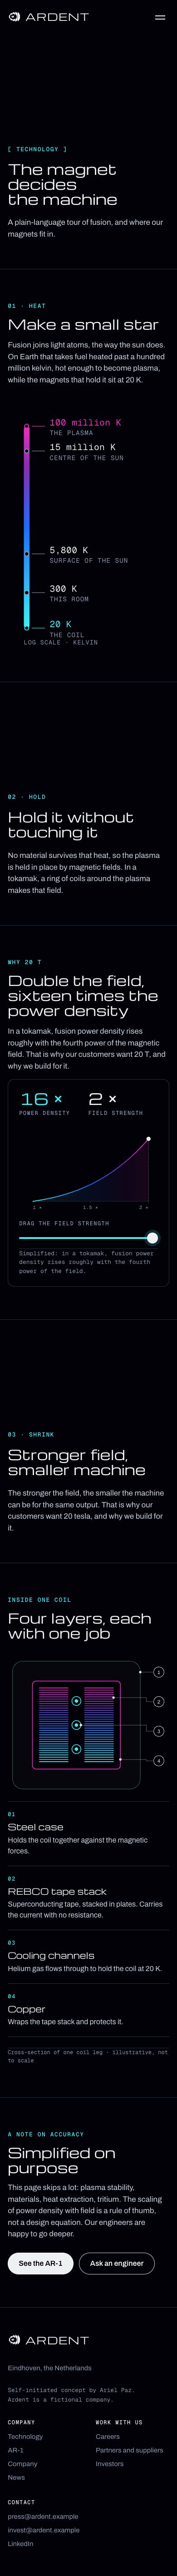 ARDENT
[ TECHNOLOGY ]
The magnet
decides
the machine
A plain-language tour of fusion, and where our
magnets fit in.
01 · HEAT
Make a small star
Fusion joins light atoms, the way the sun does.
On Earth that takes fuel heated past a hundred
million kelvin, hot enough to become plasma,
while the magnets that hold it sit at 20 K.
100 million K
THE PLASMA
15 million K
CENTRE OF THE SUN
5,800 K
SURFACE OF THE SUN
300 K
THIS ROOM
20 K
THE COIL
LOG SCALE · KELVIN
02 · HOLD
Hold it without
touching it
No material survives that heat, so the plasma
is held in place by magnetic fields. In a
tokamak, a ring of coils around the plasma
makes that field.
WHY 20 T
Double the field,
sixteen times the
power density
In a tokamak, fusion power density rises
roughly with the fourth power of the magnetic
field. That is why our customers want 20 T, and
why we build for it.
16 × 2 ×
POWER DENSITY FIELD STRENGTH
1 × 1.5 × 2 ×
DRAG THE FIELD STRENGTH
Simplified: in a tokamak, fusion power
density rises roughly with the fourth
power of the field.
03 · SHRINK
Stronger field,
smaller machine
The stronger the field, the smaller the machine
can be for the same output. That is why our
customers want 20 tesla, and why we build for
it.
INSIDE ONE COIL
Four layers, each
with one job
1
2
3
4
01
Steel case
Holds the coil together against the magnetic
forces.
02
REBCO tape stack
Superconducting tape, stacked in plates. Carries
the current with no resistance.
03
Cooling channels
Helium gas flows through to hold the coil at 20 K.
04
Copper
Wraps the tape stack and protects it.
Cross-section of one coil leg · illustrative, not
to scale
A NOTE ON ACCURACY
Simplified on
purpose
This page skips a lot: plasma stability,
materials, heat extraction, tritium. The scaling
of power density with field is a rule of thumb,
not a design equation. Our engineers are
happy to go deeper.
See the AR-1 Ask an engineer
ARDENT
Eindhoven, the Netherlands
Self-initiated concept by Ariel Paz.
Ardent is a fictional company.
COMPANY WORK WITH US
Technology Careers
AR-1 Partners and suppliers
Company Investors
News
CONTACT
press@ardent.example
invest@ardent.example
LinkedIn